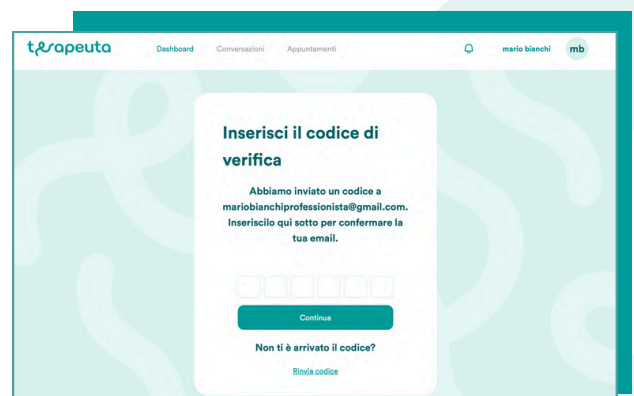 terapeuta
Dashboard Conversazioni Appuntamenti mario bianchi mb
Inserisci il codice di
verifica
Abbiamo inviato un codice a
mariobianchiprofessionista@gmail.com.
Inseriscilo qui sotto per confermare la
tua email.
Continua
Non ti è arrivato il codice?
Rinvia codice